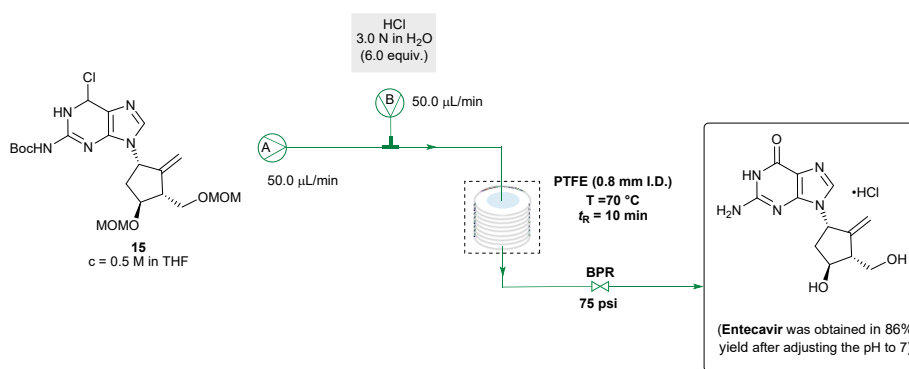 HCl
3.0 N in H₂O
(6.0 equiv.)
Cl
HN
N
BocHN
N
N
OMOM
MOMO
15
c = 0.5 M in THF
A
50.0 μL/min
B
50.0 μL/min
PTFE (0.8 mm I.D.)
T =70 °C
tR = 10 min
BPR
75 psi
O
HN
N
•HCl
H₂N
N
N
OH
HO
(Entecavir was obtained in 86%
yield after adjusting the pH to 7)